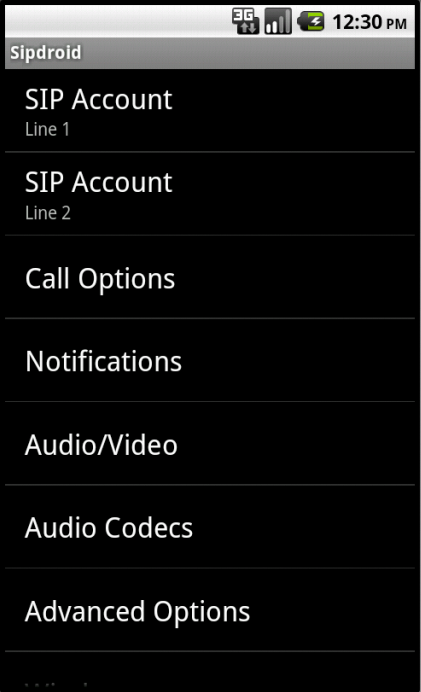 3G 12:30 PM
Sipdroid
SIP Account
Line 1
SIP Account
Line 2
Call Options
Notifications
Audio/Video
Audio Codecs
Advanced Options